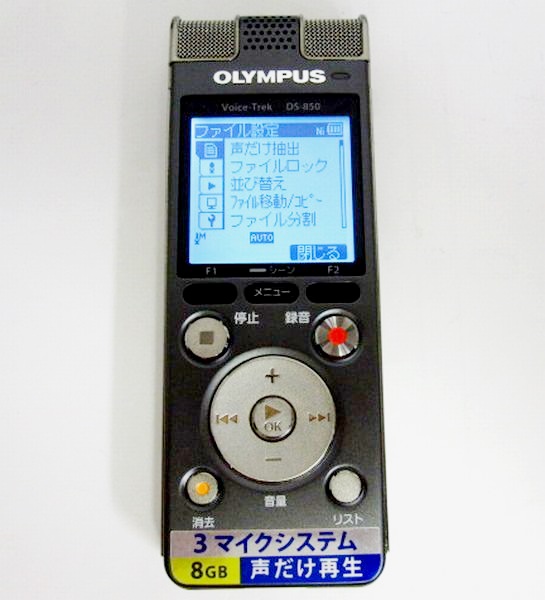 OLYMPUS
Voice-Trek DS-850
ファイル設定 Ni
声だけ抽出
ファイルロック
並び替え
ﾌｧｲﾙ移動/ｺﾋﾟｰ
ファイル分割
M
AUTO
閉じる
F1 シーン F2
メニュー
停止 録音
+
OK
−
音量
消去 リスト
3 マイクシステム
8GB 声だけ再生